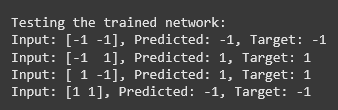 Testing the trained network:
Input: [-1 -1], Predicted: -1, Target: -1
Input: [-1  1], Predicted: 1, Target: 1
Input: [ 1 -1], Predicted: 1, Target: 1
Input: [1 1], Predicted: -1, Target: -1